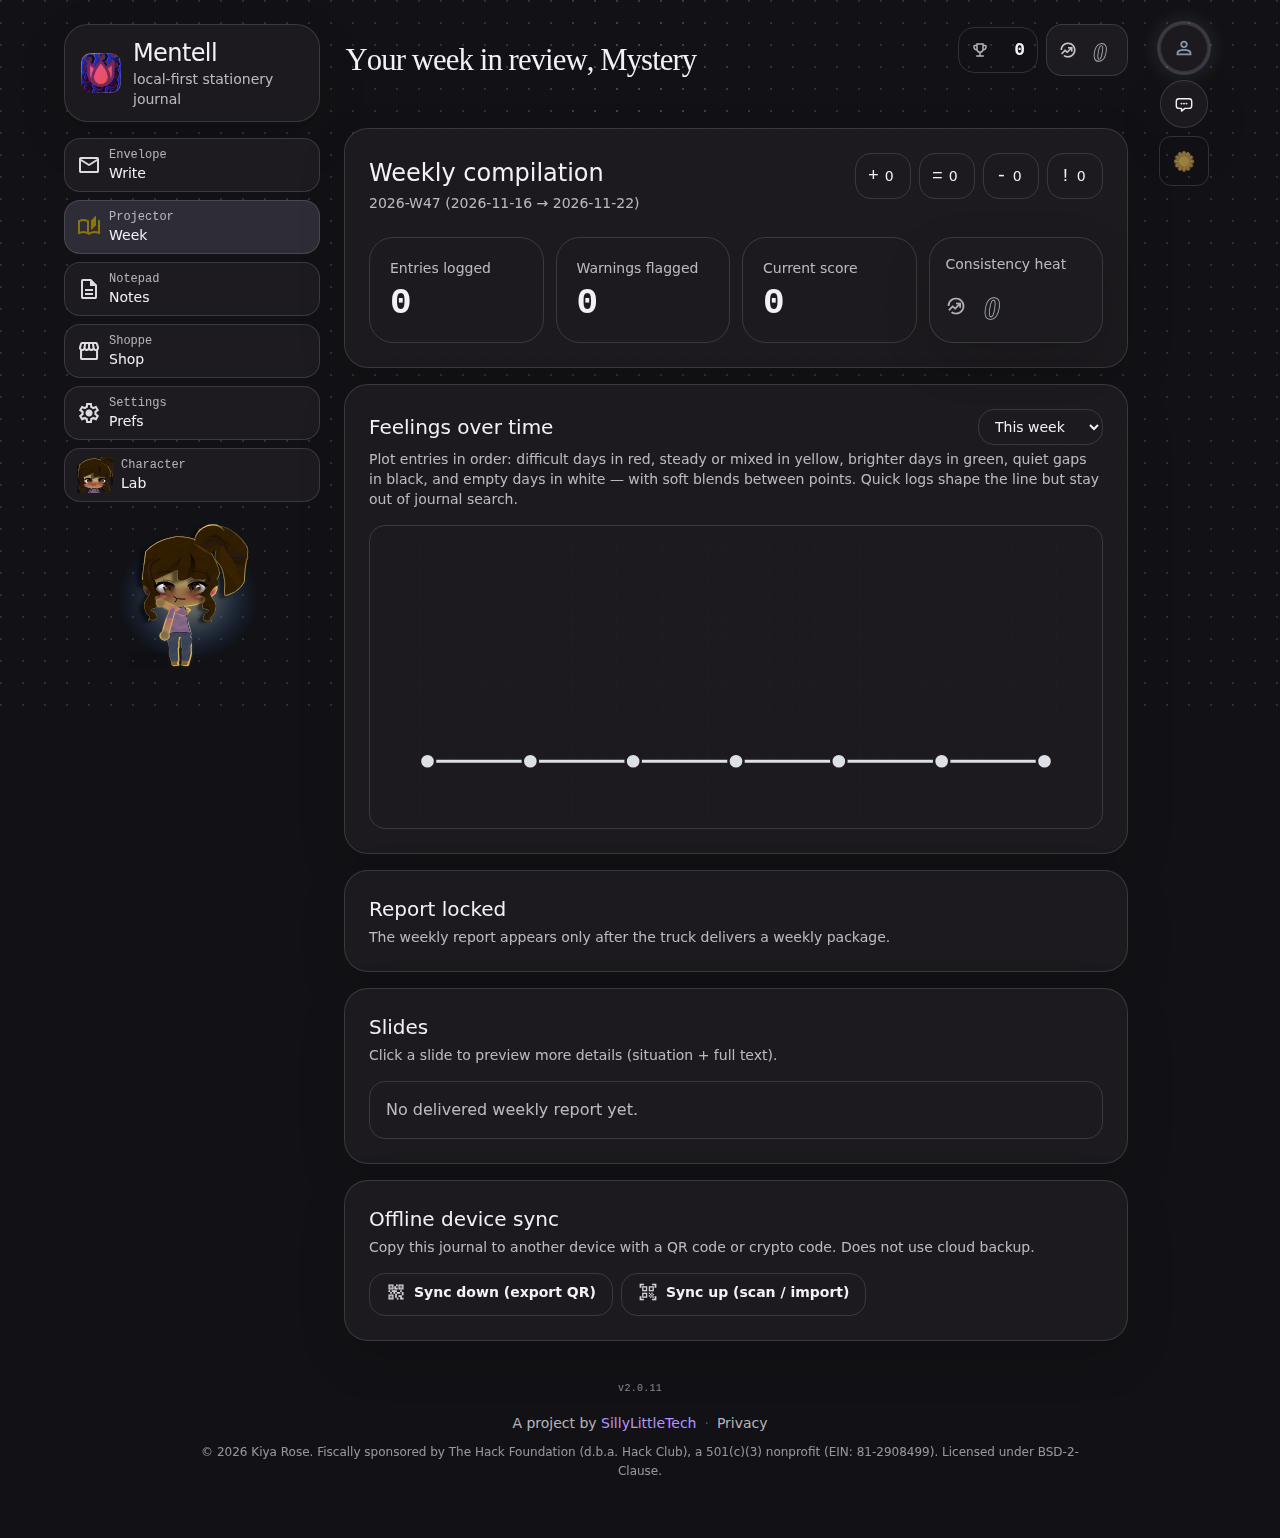 Mentell
local-first stationery
journal
Envelope
Write
Projector
Week
Notepad
Notes
Shoppe
Shop
Settings
Prefs
Character
Lab
Your week in review, Mystery
0
0
Weekly compilation
2026-W47 (2026-11-16 → 2026-11-22)
+ 0
= 0
- 0
! 0
Entries logged
0
Warnings flagged
0
Current score
0
Consistency heat
0
Feelings over time
This week
Plot entries in order: difficult days in red, steady or mixed in yellow, brighter days in green, quiet gaps
in black, and empty days in white — with soft blends between points. Quick logs shape the line but stay
out of journal search.
Report locked
The weekly report appears only after the truck delivers a weekly package.
Slides
Click a slide to preview more details (situation + full text).
No delivered weekly report yet.
Offline device sync
Copy this journal to another device with a QR code or crypto code. Does not use cloud backup.
Sync down (export QR)
Sync up (scan / import)
v2.0.11
A project by SillyLittleTech · Privacy
© 2026 Kiya Rose. Fiscally sponsored by The Hack Foundation (d.b.a. Hack Club), a 501(c)(3) nonprofit (EIN: 81-2908499). Licensed under BSD-2-
Clause.